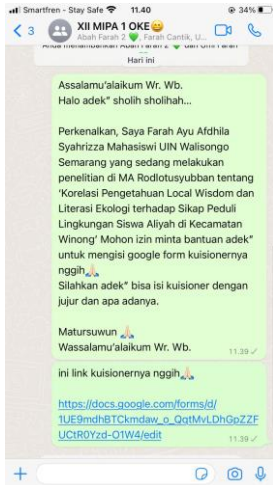 Smartfren - Stay Safe
11.40
34%
3
XII MIPA 1 OKE😄
Abah Farah 2 💚, Farah Cantik, U...
Hari ini
Assalamu'alaikum Wr. Wb.
Halo adek" sholih solihah...
Perkenalkan, Saya Farah Ayu Afdhila
Syahrizza Mahasiswi UIN Walisongo
Semarang yang sedang melakukan
penelitian di MA Rodlotusyubban tentang
'Korelasi Pengetahuan Local Wisdom dan
Literasi Ekologi terhadap Sikap Peduli
Lingkungan Siswa Aliyah di Kecamatan
Winong' Mohon izin minta bantuan adek"
untuk mengisi google form kuisionernya
nggih🙏🏻
Silahkan adek" bisa isi kuisioner dengan
jujur dan apa adanya.
Matursuwun 🙏🏻
Wassalamu'alaikum Wr. Wb.
11.39
ini link kuisionernya nggih🙏🏻
https://docs.google.com/forms/d/
1UE9mdhBTCkmdaw_o_QqtMvLDhGpZZF
UCtR0Yzd-O1W4/edit
11.39